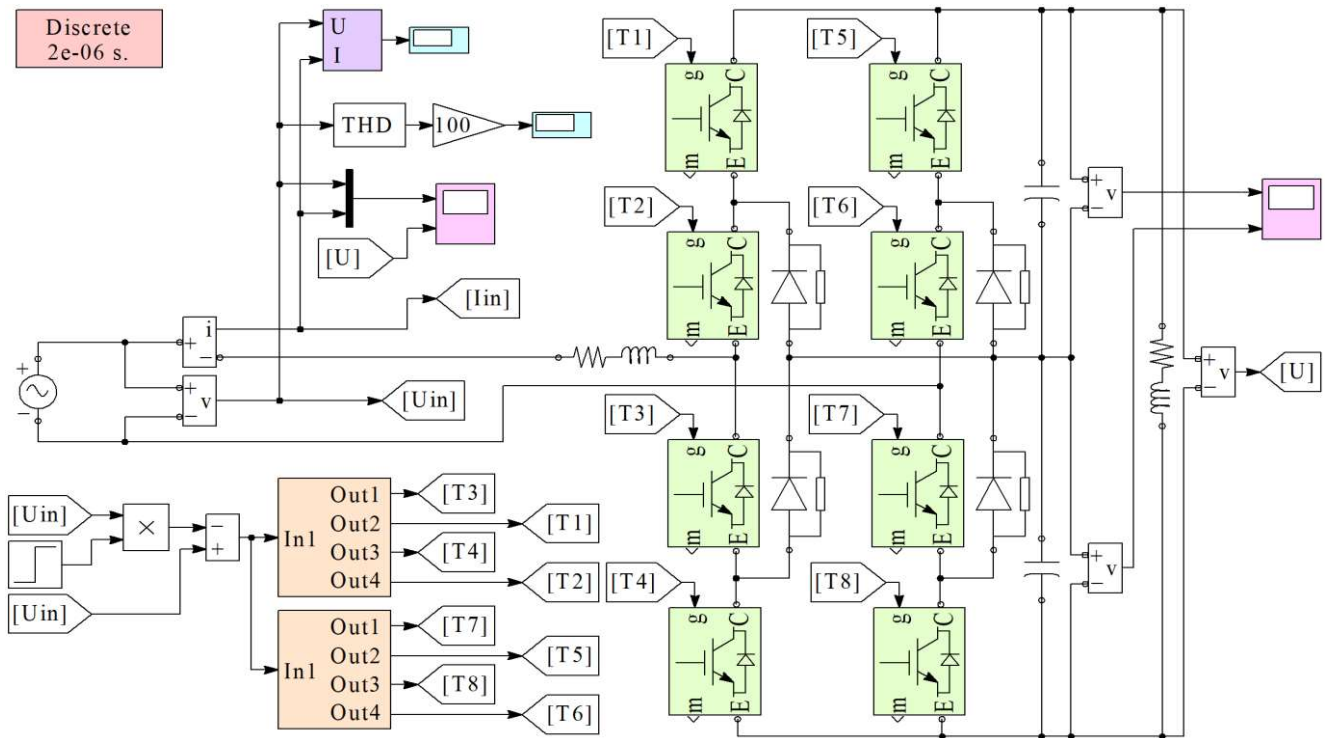 Discrete
2e-06 s.
U
I
THD
100
[U]
[Iin]
i
+
-
+
-
+
v
-
[Uin]
[T1]
g
C
m
E
[T5]
g
C
m
E
[T2]
g
C
m
E
[T6]
g
C
m
E
[T3]
g
C
m
E
[T7]
g
C
m
E
[T4]
g
C
m
E
[T8]
g
C
m
E
+
v
-
+
v
-
[U]
+
v
-
[Uin]
×
-
+
[Uin]
In1
Out1
Out2
Out3
Out4
[T3]
[T1]
[T4]
[T2]
In1
Out1
Out2
Out3
Out4
[T7]
[T5]
[T8]
[T6]